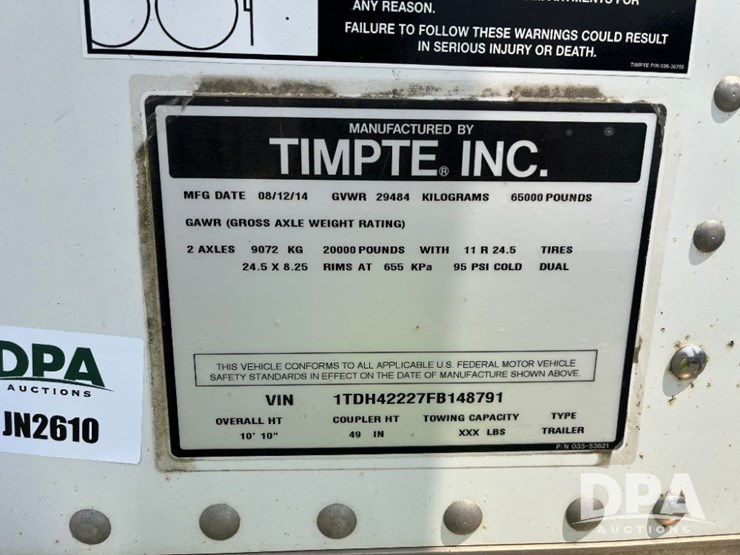 ANY REASON.
FAILURE TO FOLLOW THESE WARNINGS COULD RESULT
IN SERIOUS INJURY OR DEATH.
MANUFACTURED BY
TIMPTE® INC.
MFG DATE 08/12/14 GVWR 29484 KILOGRAMS 65000 POUNDS
GAWR (GROSS AXLE WEIGHT RATING)
2 AXLES 9072 KG 20000 POUNDS WITH 11 R 24.5 TIRES
24.5 X 8.25 RIMS AT 655 KPa 95 PSI COLD DUAL
THIS VEHICLE CONFORMS TO ALL APPLICABLE U.S. FEDERAL MOTOR VEHICLE
SAFETY STANDARDS IN EFFECT ON THE DATE OF MANUFACTURE SHOWN ABOVE.
VIN 1TDH42227FB148791
OVERALL HT COUPLER HT TOWING CAPACITY TYPE
10' 10" 49 IN XXX LBS TRAILER
P/N 035-53621
DPA
AUCTIONS
JN2610
DPA
AUCTIONS